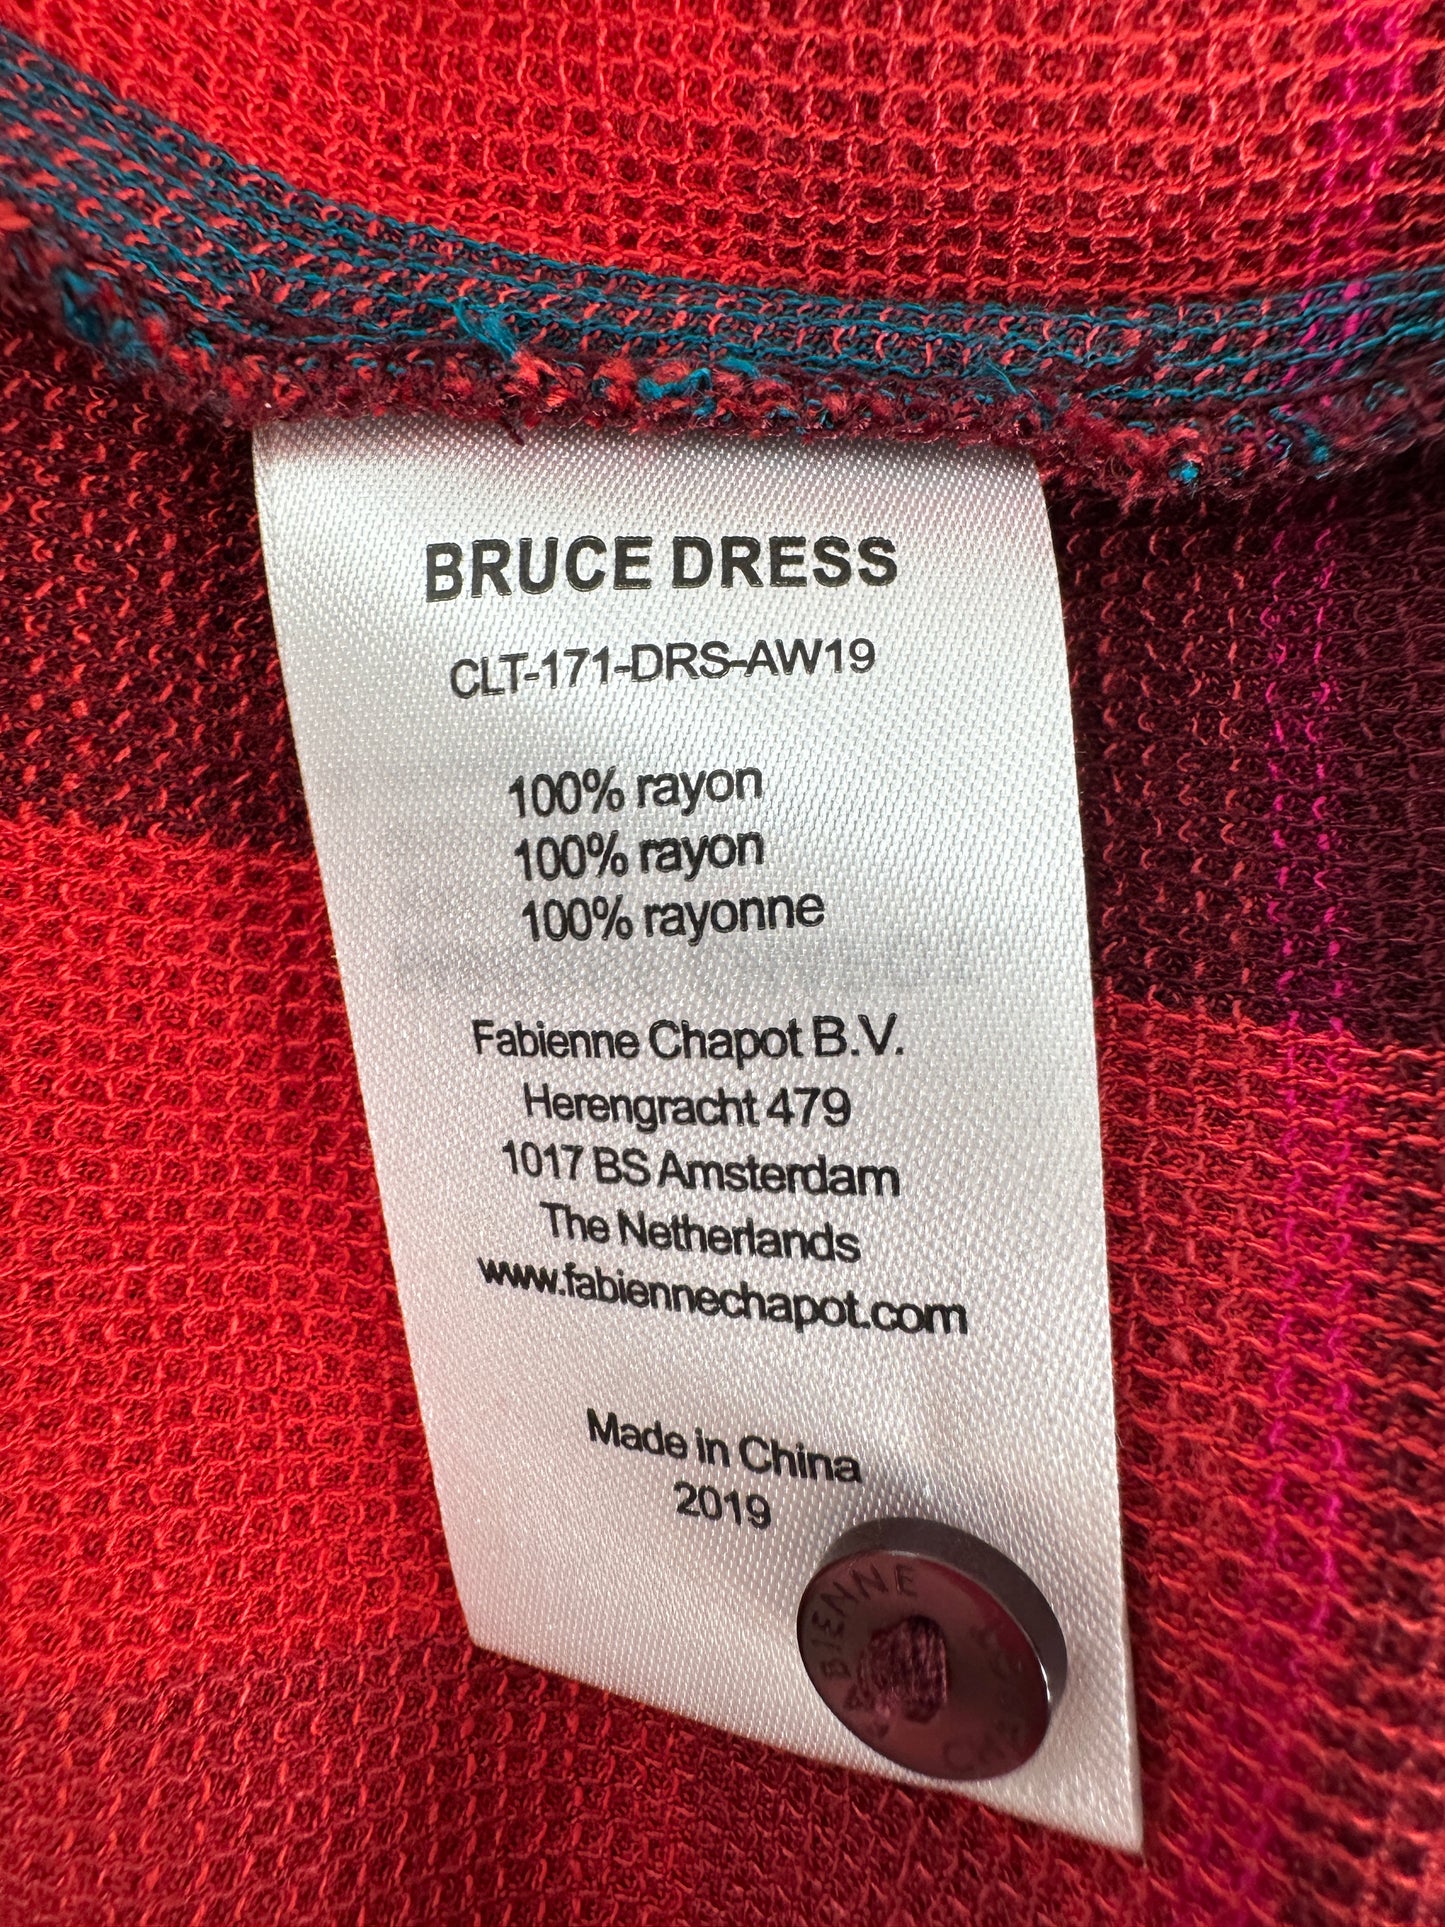 BRUCE DRESS
CLT-171-DRS-AW19
100% rayon
100% rayon
100% rayonne
Fabienne Chapot B.V.
Herengracht 479
1017 BS Amsterdam
The Netherlands
www.fabiennechapot.com
Made in China
2019
FABIENNE